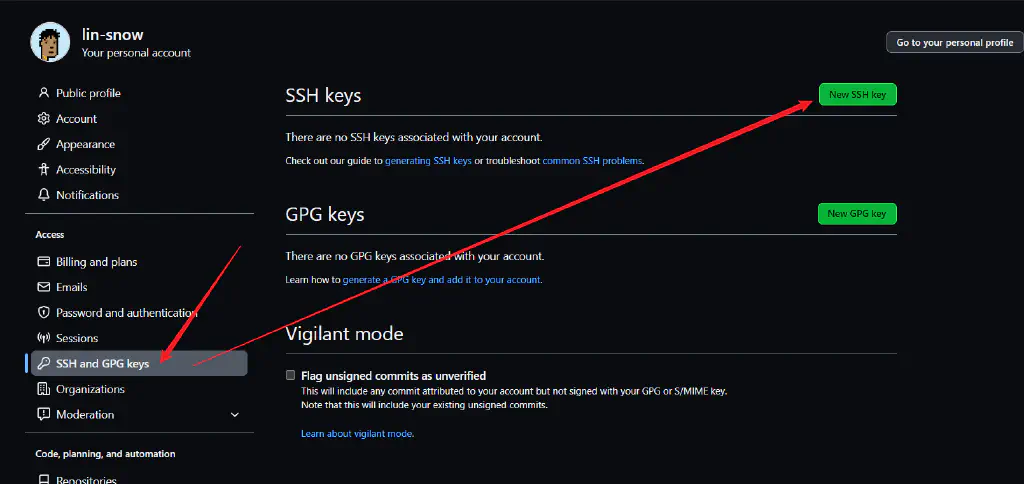 lin-snow
Your personal account
Go to your personal profile
Public profile
Account
Appearance
Accessibility
Notifications
Access
Billing and plans
Emails
Password and authentication
Sessions
SSH and GPG keys
Organizations
Moderation
Code, planning, and automation
Repositories
SSH keys
New SSH key
There are no SSH keys associated with your account.
Check out our guide to generating SSH keys or troubleshoot common SSH problems.
GPG keys
New GPG key
There are no GPG keys associated with your account.
Learn how to generate a GPG key and add it to your account.
Vigilant mode
Flag unsigned commits as unverified
This will include any commit attributed to your account but not signed with your GPG or S/MIME key.
Note that this will include your existing unsigned commits.
Learn about vigilant mode.